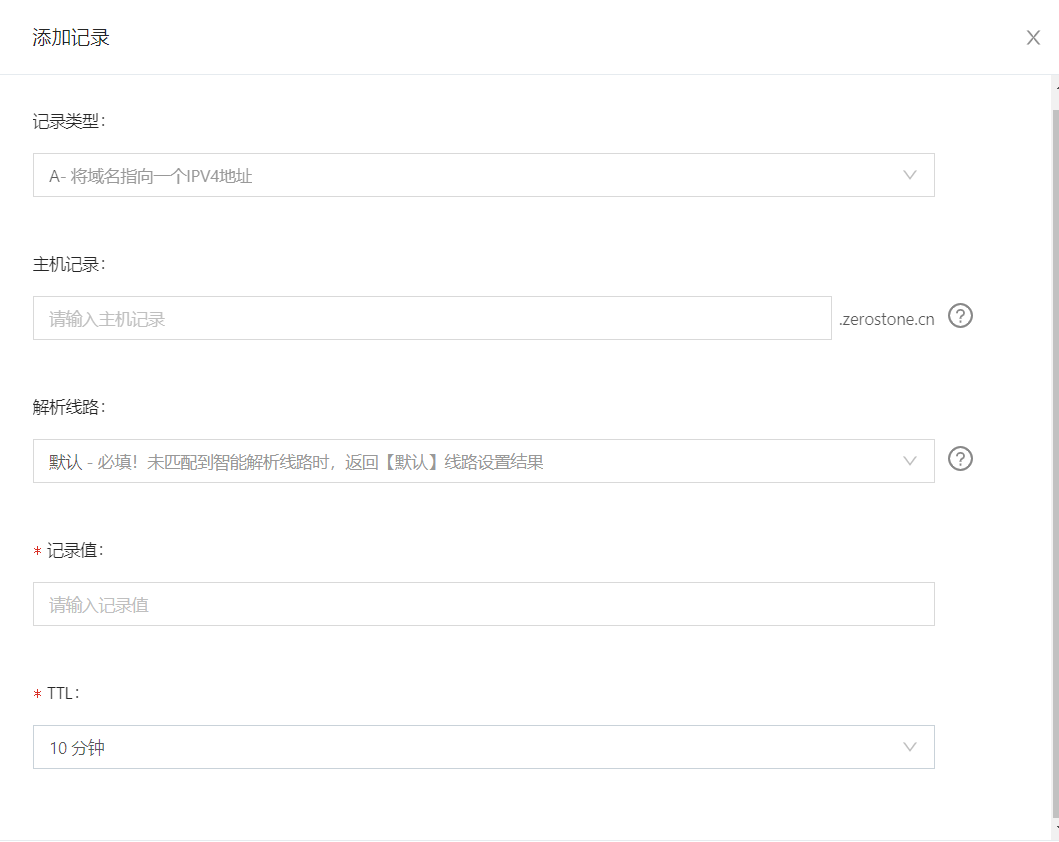 添加记录
记录类型：
A- 将域名指向一个IPV4地址
主机记录：
请输入主机记录
.zerostone.cn
解析线路：
默认 - 必填！未匹配到智能解析线路时，返回【默认】线路设置结果
* 记录值：
请输入记录值
* TTL：
10 分钟